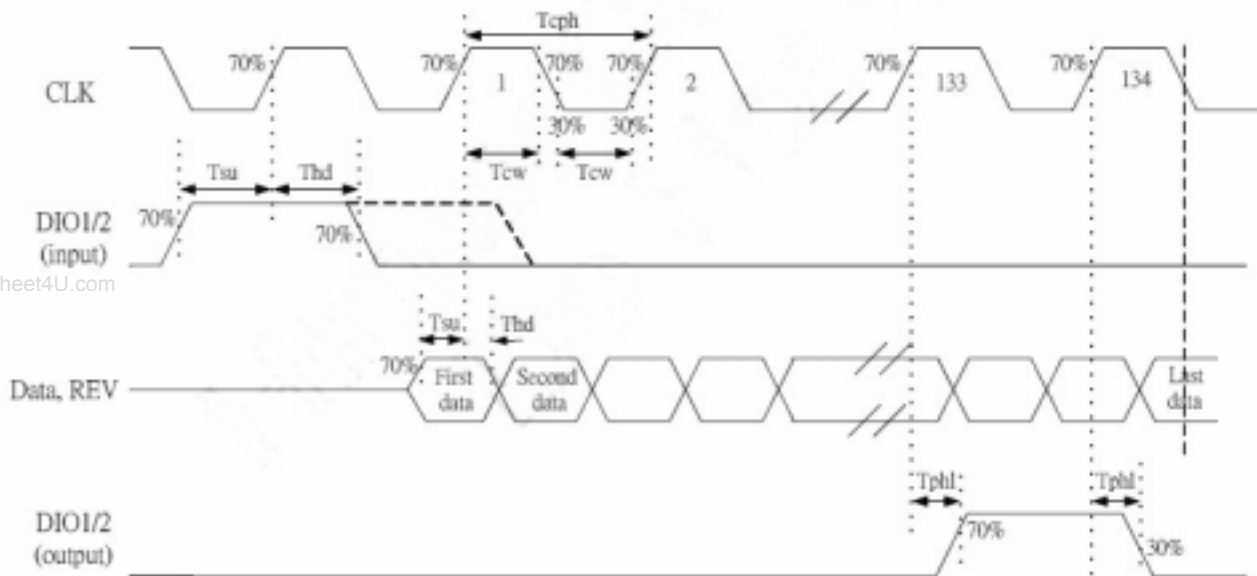 Tcph
70% 70% 70% 70% 70% 70%
CLK 1 2 133 134
30% 30%
Tcw Tcw
Tsu Thd
DIO1/2
(input)
70%
70%
heet4U.com
Tsu Thd
70%
Data, REV
First
data
Second
data
Last
data
Tphl Tphl
DIO1/2
(output)
70%
30%